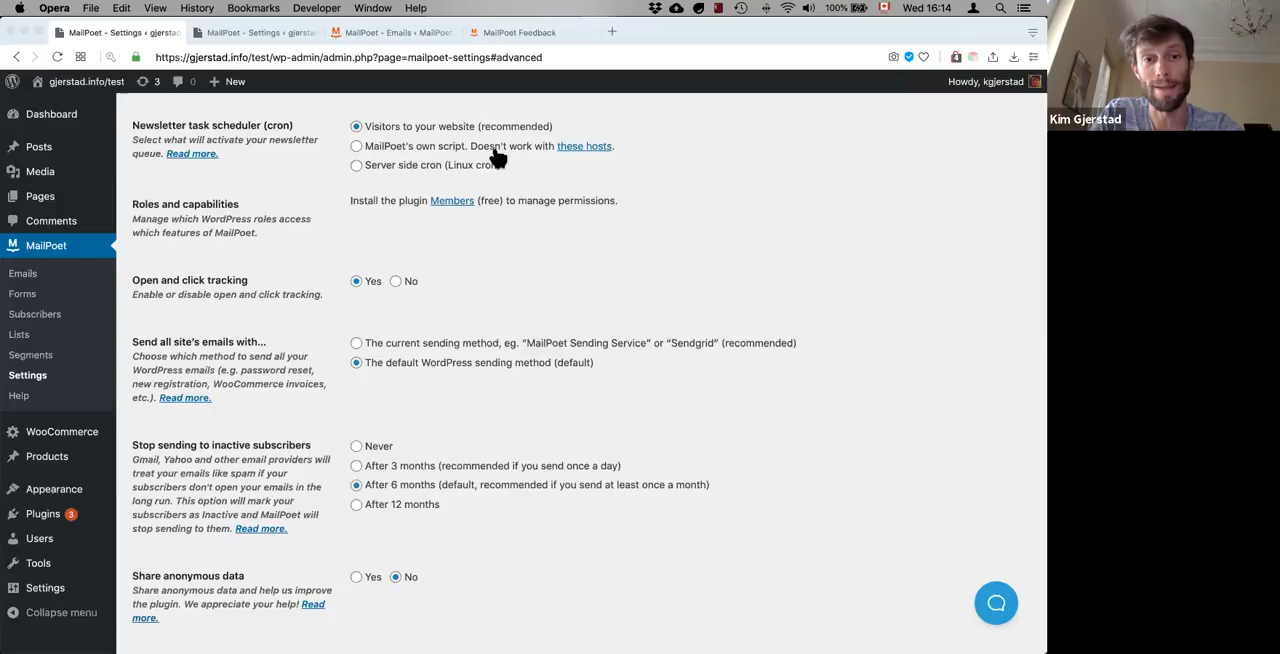 Opera File Edit View History Bookmarks Developer Window Help 100% Wed 16:14
MailPoet - Settings ‹ gjerstad. MailPoet - Settings ‹ gjersta MailPoet - Emails ‹ MailPoet MailPoet Feedback
https://gjerstad.info/test/wp-admin/admin.php?page=mailpoet-settings#advanced
gjerstad.info/test 3 0 New Howdy, kgjerstad
Kim Gjerstad
Dashboard
Posts
Media
Pages
Comments
MailPoet
Emails
Forms
Subscribers
Lists
Segments
Settings
Help
WooCommerce
Products
Appearance
Plugins 3
Users
Tools
Settings
Collapse menu
Newsletter task scheduler (cron)
Select what will activate your newsletter
queue. Read more.
Visitors to your website (recommended)
MailPoet's own script. Doesn't work with these hosts.
Server side cron (Linux cron)
Roles and capabilities
Manage which WordPress roles access
which features of MailPoet.
Install the plugin Members (free) to manage permissions.
Open and click tracking
Enable or disable open and click tracking.
Yes No
Send all site's emails with...
Choose which method to send all your
WordPress emails (e.g. password reset,
new registration, WooCommerce invoices,
etc.). Read more.
The current sending method, eg. “MailPoet Sending Service” or “Sendgrid” (recommended)
The default WordPress sending method (default)
Stop sending to inactive subscribers
Gmail, Yahoo and other email providers will
treat your emails like spam if your
subscribers don't open your emails in the
long run. This option will mark your
subscribers as Inactive and MailPoet will
stop sending to them. Read more.
Never
After 3 months (recommended if you send once a day)
After 6 months (default, recommended if you send at least once a month)
After 12 months
Share anonymous data
Share anonymous data and help us improve
the plugin. We appreciate your help! Read
more.
Yes No